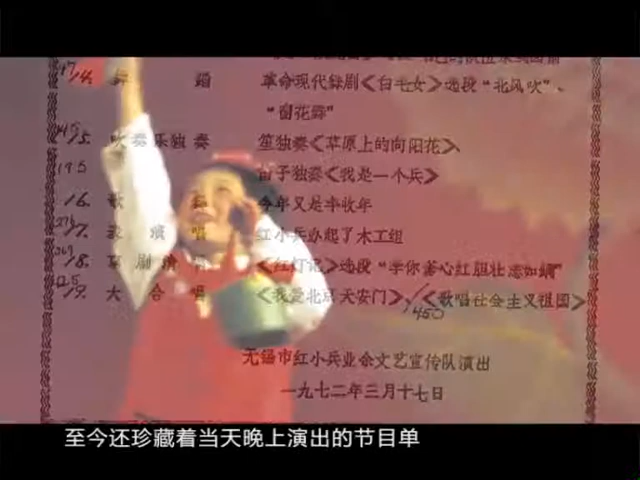 14. 舞 蹈 革命现代舞剧《白毛女》选段“北风吹”、
“窗花舞”
15. 吹奏乐独奏 笙独奏《草原上的向阳花》、
笛子独奏《我是一个兵》
16. 歌 今年又是丰收年
17. 表演唱 红小兵办起了木工组
18. 京剧清唱 《红灯记》选段“学你爹心红胆壮志如钢”
19. 大合唱 《我爱北京天安门》、《歌唱社会主义祖国》
450
无锡市红小兵业余文艺宣传队演出
一九七二年三月十七日
至今还珍藏着当天晚上演出的节目单